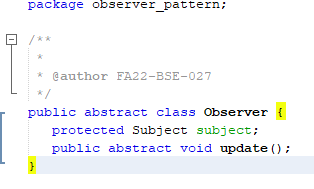 package observer_pattern;
/**
*
* @author FA22-BSE-027
*/
public abstract class Observer {
protected Subject subject;
public abstract void update();
}